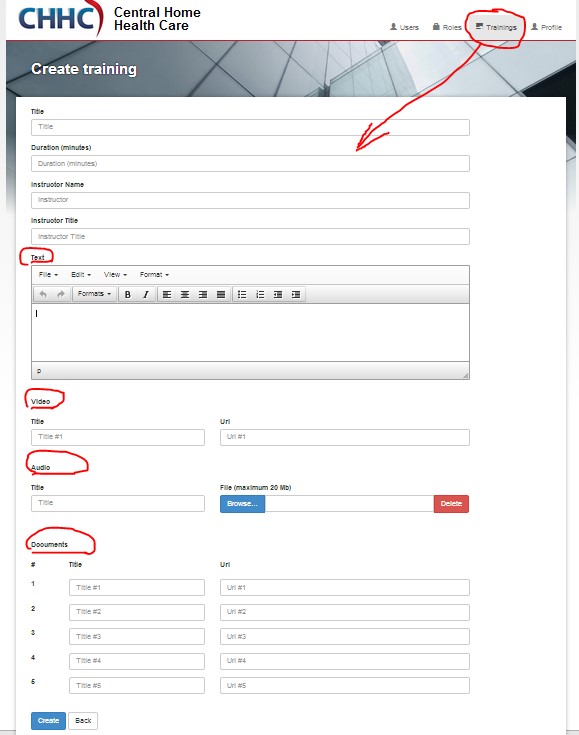 CHHC
Central Home
Health Care
Users Roles Trainings Profile
Create training
Title
Title
Duration (minutes)
Duration (minutes)
Instructor Name
Instructor
Instructor Title
Instructor Title
Text
File Edit View Format
Formats B I
p
Video
Title Url
Title #1 Url #1
Audio
Title File (maximum 20 Mb)
Title Browse... Delete
Documents
# Title Url
1 Title #1 Url #1
2 Title #2 Url #2
3 Title #3 Url #3
4 Title #4 Url #4
5 Title #5 Url #5
Create Back